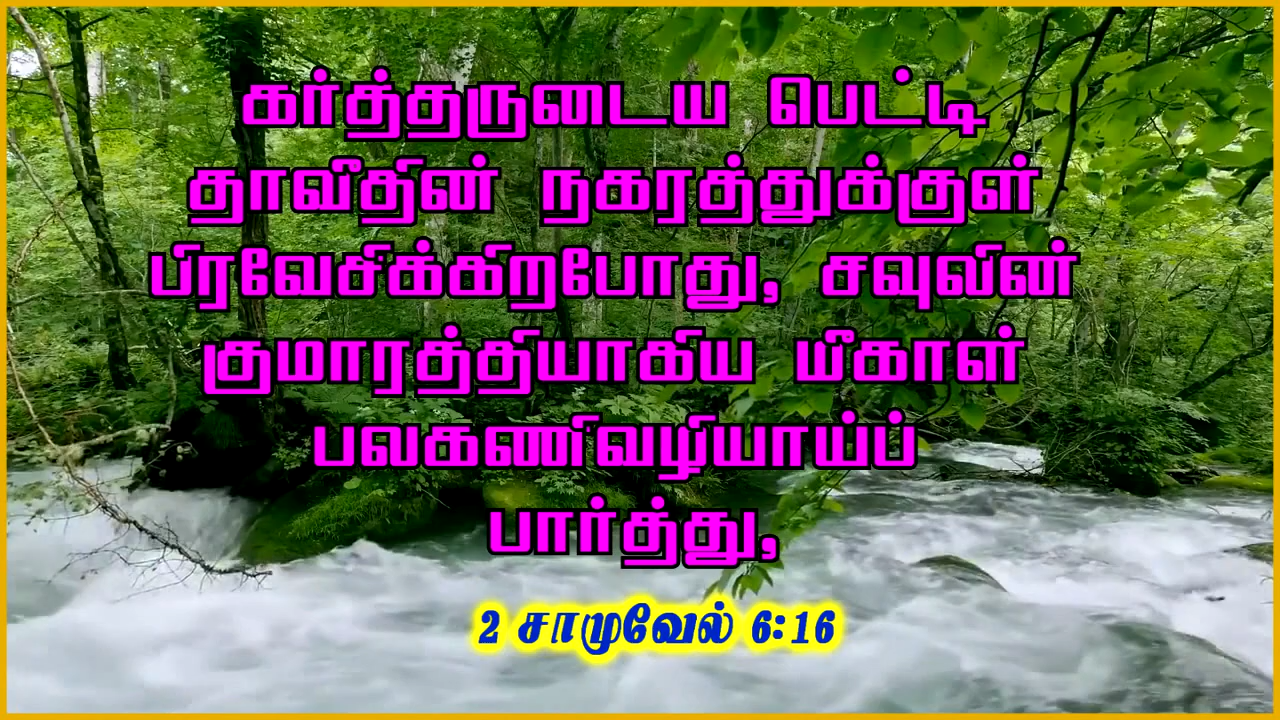 கர்த்தருடைய பெட்டி
தாவீதின் நகரத்துக்குள்
பிரவேசிக்கிறபோது, சவுலின்
குமாரத்தியாகிய மீகாள்
பலகணிவழியாய்ப்
பார்த்து,
2 சாமுவேல் 6:16